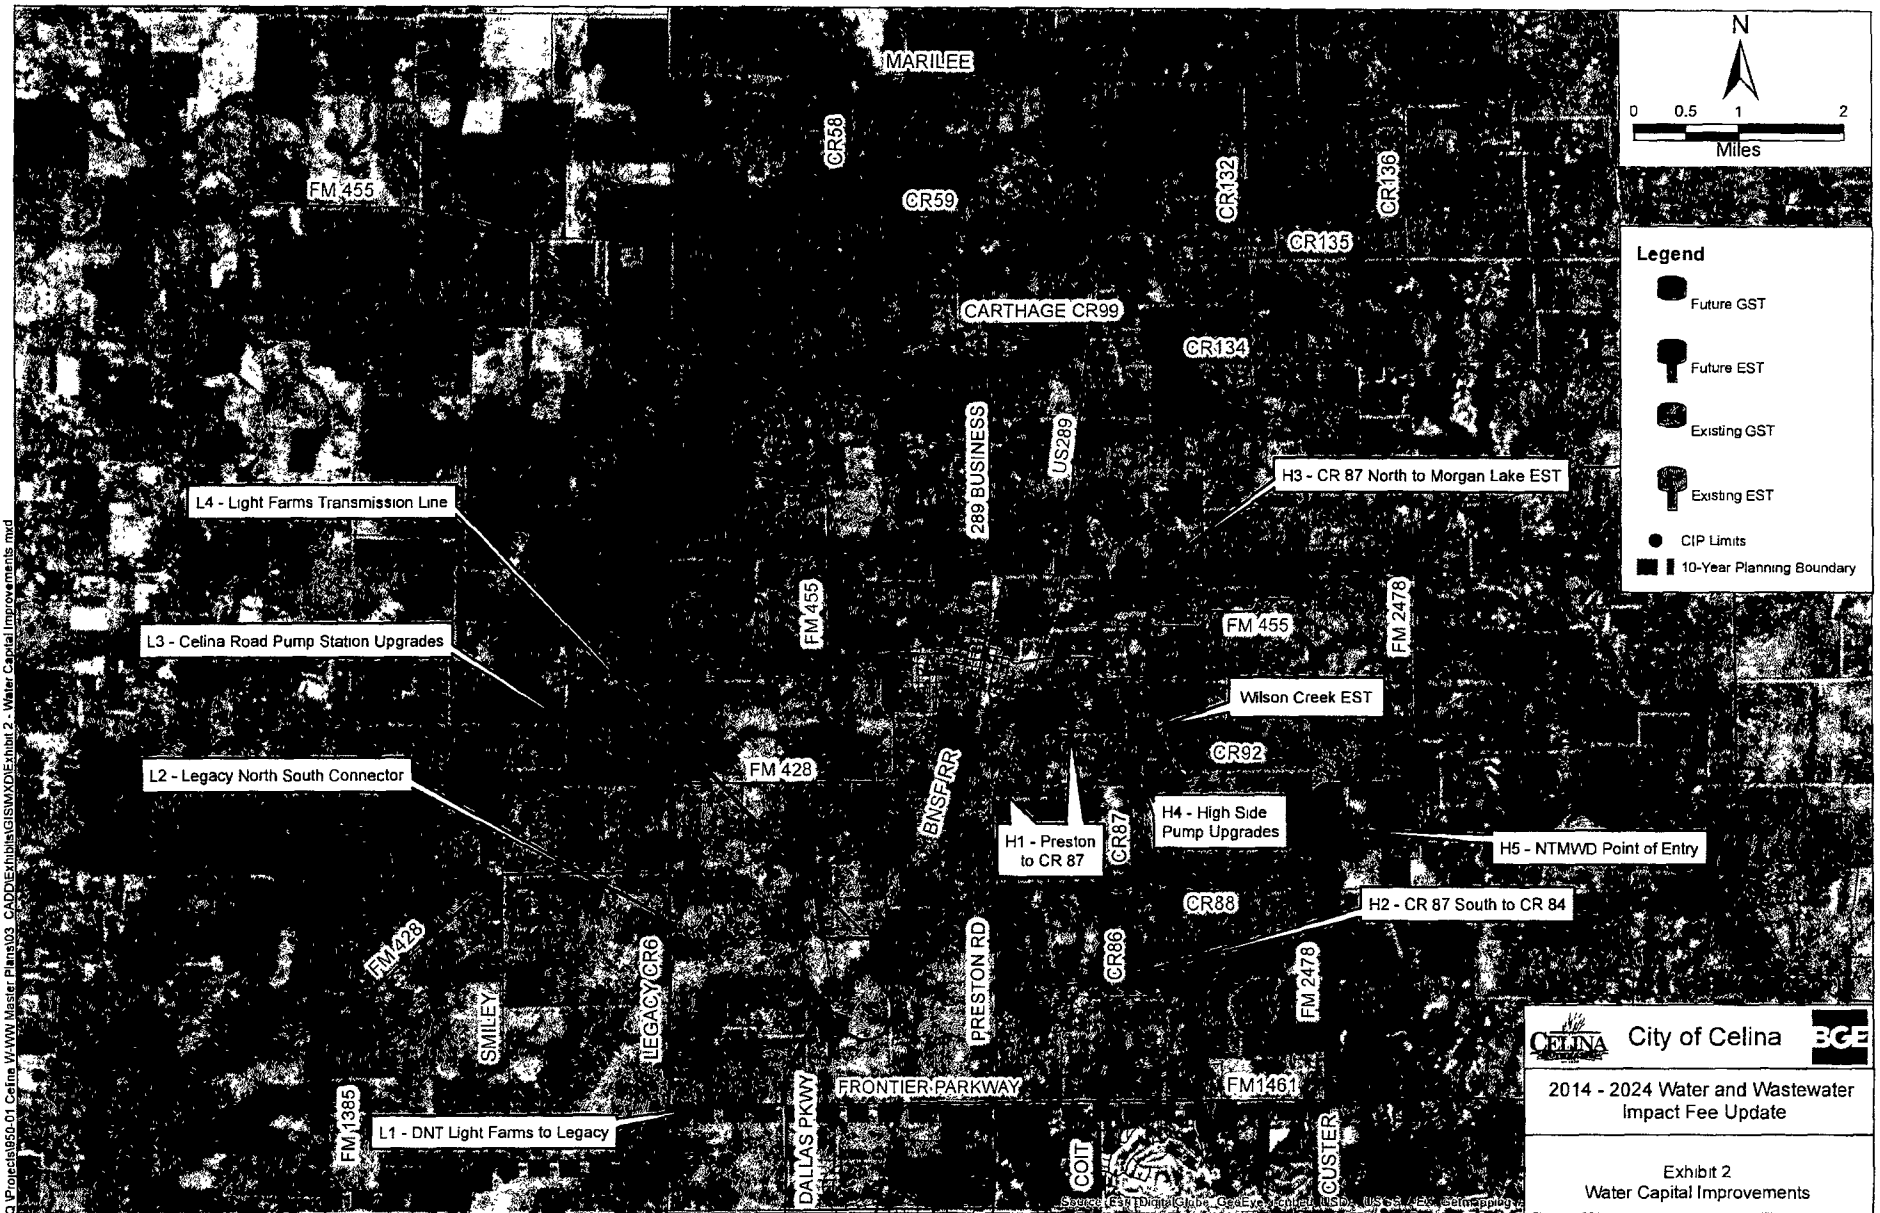 MARILEE
N
0 0.5 1 2
Miles
CR58
CR132
CR136
FM 455
CR59
CR135
Legend
Future GST
Future EST
Existing GST
Existing EST
CIP Limits
10-Year Planning Boundary
CARTHAGE CR99
CR134
289 BUSINESS
US289
H3 - CR 87 North to Morgan Lake EST
L4 - Light Farms Transmission Line
FM 455
FM 455
FM 2478
L3 - Celina Road Pump Station Upgrades
Wilson Creek EST
CR92
L2 - Legacy North South Connector
FM 428
BNSF RR
H1 - Preston
to CR 87
CR87
H4 - High Side
Pump Upgrades
H5 - NTMWD Point of Entry
CR88
H2 - CR 87 South to CR 84
FM 428
SMILEY
LEGACY CR6
PRESTON RD
CR86
FM 2478
FRONTIER PARKWAY
FM1461
FM 1385
L1 - DNT Light Farms to Legacy
DALLAS PKWY
COIT
CUSTER
CELINA
City of Celina
BGE
2014 - 2024 Water and Wastewater
Impact Fee Update
Exhibit 2
Water Capital Improvements